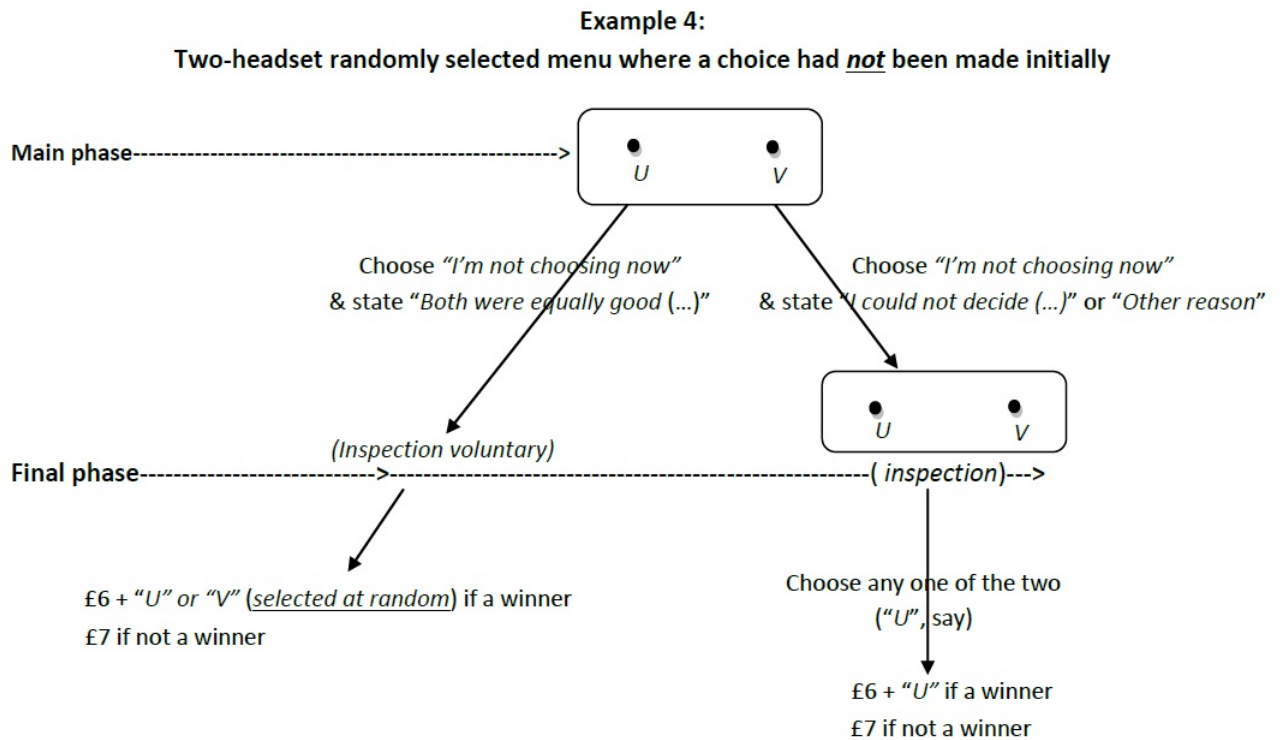 Example 4:
Two-headset randomly selected menu where a choice had not been made initially
Main phase------------------------------------------------------->
U
V
Choose “I’m not choosing now”
& state “Both were equally good (...)”
Choose “I’m not choosing now”
& state “I could not decide (...)” or “Other reason”
U
V
(Inspection voluntary)
Final phase------------------------------->----------------------------------------------------------------( inspection)--->
£6 + “U” or “V” (selected at random) if a winner
£7 if not a winner
Choose any one of the two
(“U”, say)
£6 + “U” if a winner
£7 if not a winner